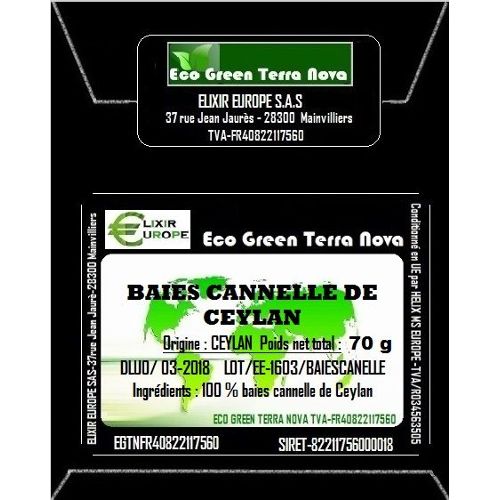 Eco Green Terra Nova
ELIXIR EUROPE S.A.S
37 rue Jean Jaurès - 28300 Mainvilliers
TVA-FR40822117560
ELIXIR EUROPE
Eco Green Terra Nova
BAIES CANNELLE DE
CEYLAN
Origine : CEYLAN Poids net total : 70 g
DLUO/ 03-2018 LOT/EE-1603/BAIESCANELLE
Ingrédients : 100 % baies cannelle de Ceylan
ECO GREEN TERRA NOVA TVA-FR40822117560
EGTNFR40822117560 SIRET-82211756000018
ELIXIR EUROPE SAS-37rue Jean Jaurè-28300 Mainvilliers
Conditionné en UE par HELIX MS EUROPE -TVA/RO34563505